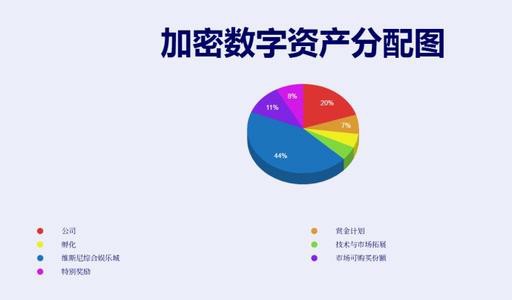 加密数字资产分配图
8%
20%
11%
7%
44%
公司
赏金计划
孵化
技术与市场拓展
维斯尼综合娱乐城
市场可购买份额
特别奖励